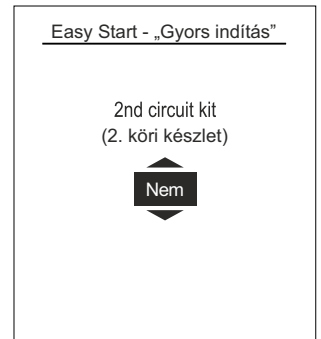 Easy Start - „Gyors indítás”
2nd circuit kit
(2. köri készlet)
Nem